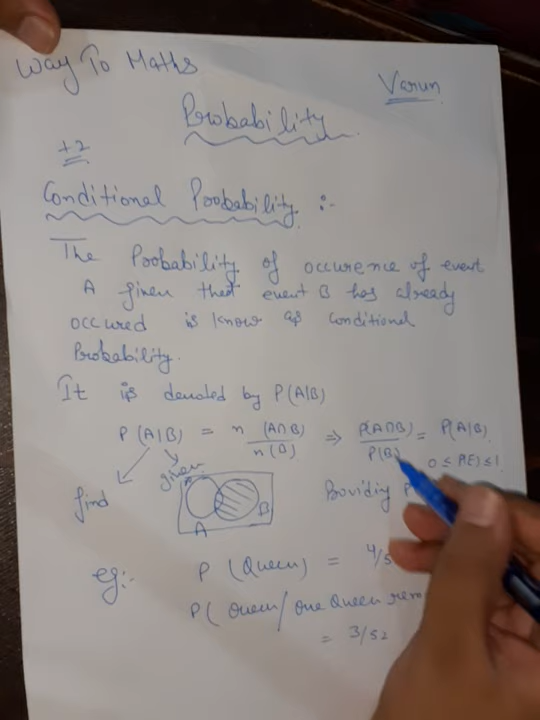 Way To Maths
Varun
Probability
+2
Conditional Probability :-
The Probability of occurence of event
A given that event B has already
occured is know as Conditional
Probability.
It is denoted by P(A|B)
P(A|B) = n (A∩B) / n(B) ⇒ P(A∩B) / P(B) = P(A|B)
0 ≤ P(E) ≤ 1
find
given
A
B
eg:- P (Queen) = 4/5
P( Queen / one Queen rem
= 3/52